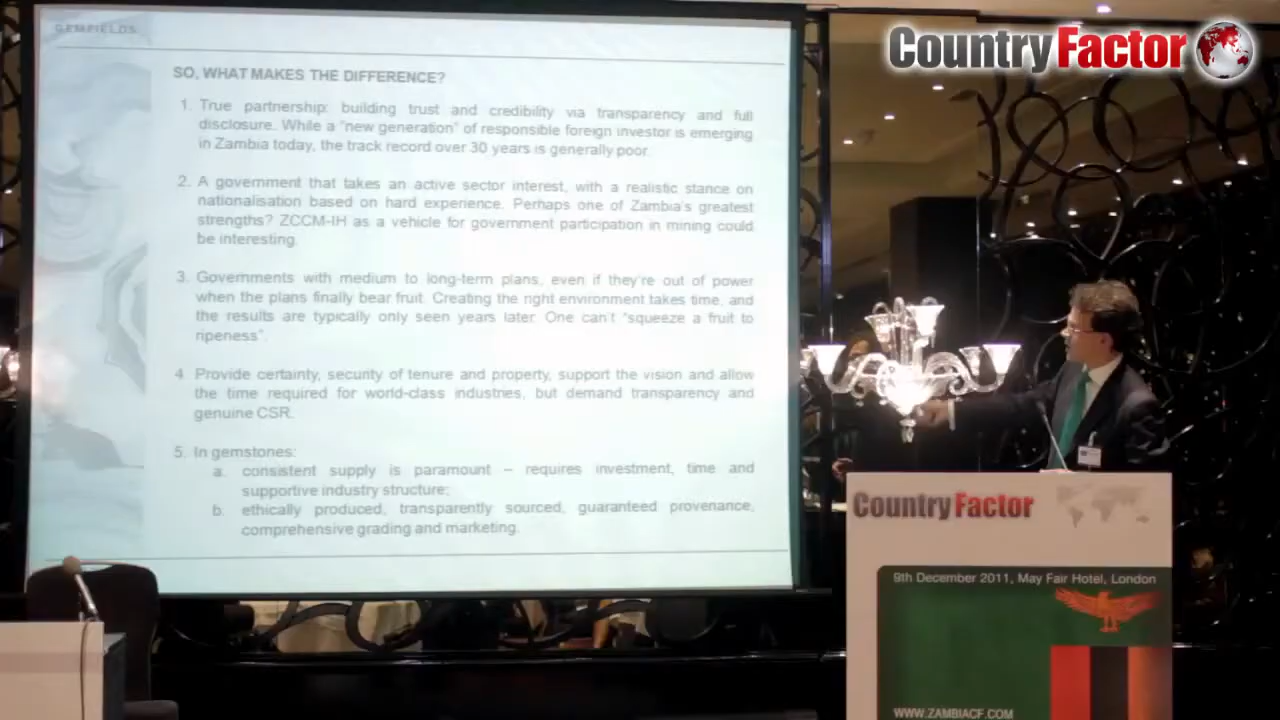 GEMFIELDS
CountryFactor
SO, WHAT MAKES THE DIFFERENCE?
1. True partnership: building trust and credibility via transparency and full
disclosure. While a "new generation" of responsible foreign investor is emerging
in Zambia today, the track record over 30 years is generally poor.
2. A government that takes an active sector interest, with a realistic stance on
nationalisation based on hard experience. Perhaps one of Zambia's greatest
strengths? ZCCM-IH as a vehicle for government participation in mining could
be interesting.
3. Governments with medium to long-term plans, even if they're out of power
when the plans finally bear fruit. Creating the right environment takes time, and
the results are typically only seen years later. One can't "squeeze a fruit to
ripeness".
4. Provide certainty, security of tenure and property, support the vision and allow
the time required for world-class industries, but demand transparency and
genuine CSR.
5. In gemstones:
a. consistent supply is paramount – requires investment, time and
supportive industry structure;
b. ethically produced, transparently sourced, guaranteed provenance,
comprehensive grading and marketing.
CountryFactor
9th December 2011, May Fair Hotel, London
WWW.ZAMBIACF.COM